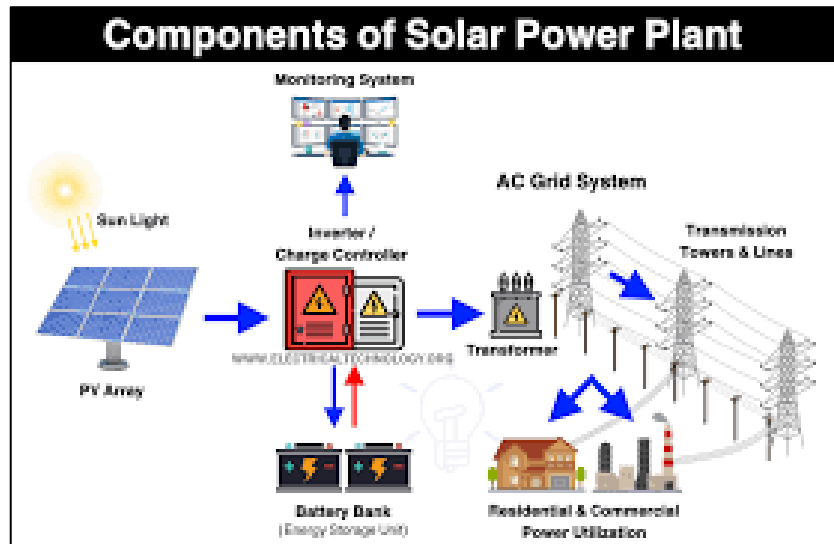 Components of Solar Power Plant
Monitoring System
Sun Light
AC Grid System
Inverter /
Charge Controller
Transmission
Towers & Lines
WWW.ELECTRICALTECHNOLOGY.ORG
Transformer
PV Array
Battery Bank
(Energy Storage Unit)
Residential & Commercial
Power Utilization